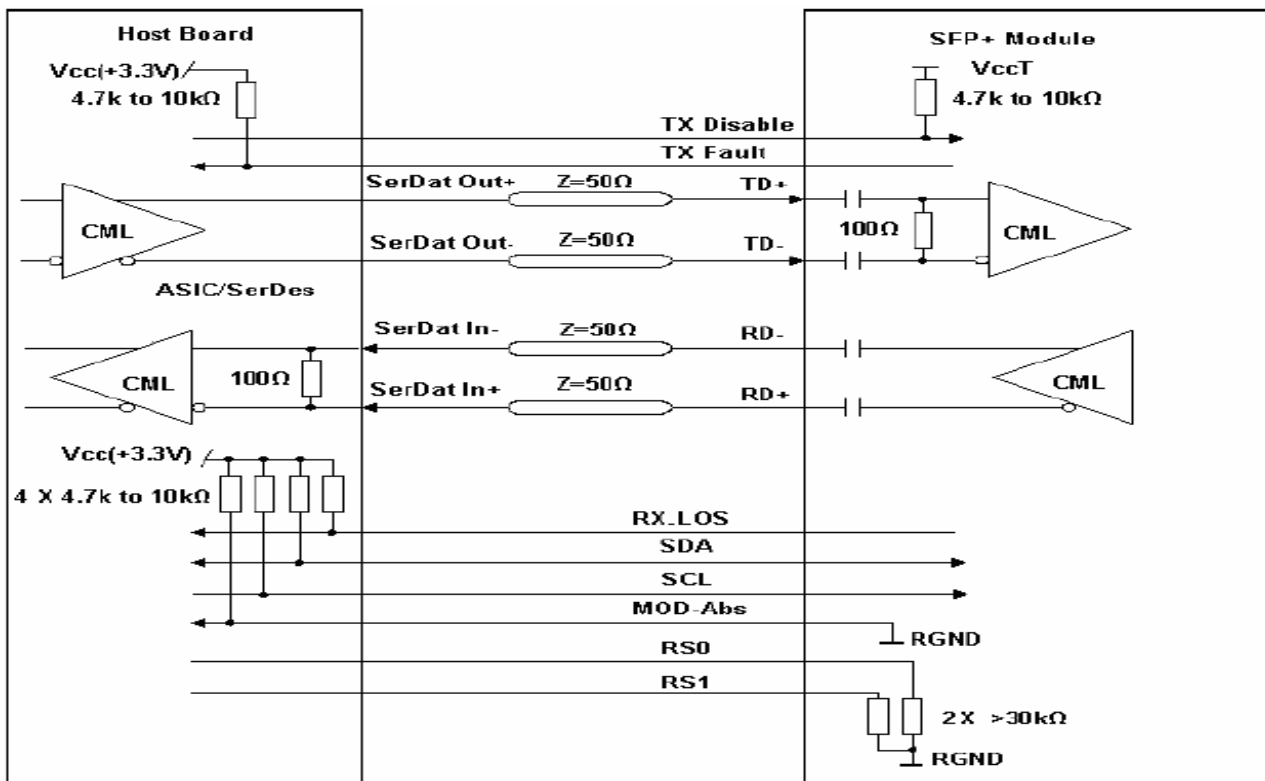 Host Board
SFP+ Module
Vcc(+3.3V)
4.7k to 10kΩ
VccT
4.7k to 10kΩ
TX Disable
TX Fault
SerDat Out+
Z=50Ω
TD+
CML
100Ω
CML
SerDat Out-
Z=50Ω
TD-
ASIC/SerDes
SerDat In-
Z=50Ω
RD-
CML
100Ω
SerDat In+
Z=50Ω
RD+
CML
Vcc(+3.3V)
4 X 4.7k to 10kΩ
RX_LOS
SDA
SCL
MOD-Abs
RGND
RS0
RS1
2X >30kΩ
RGND